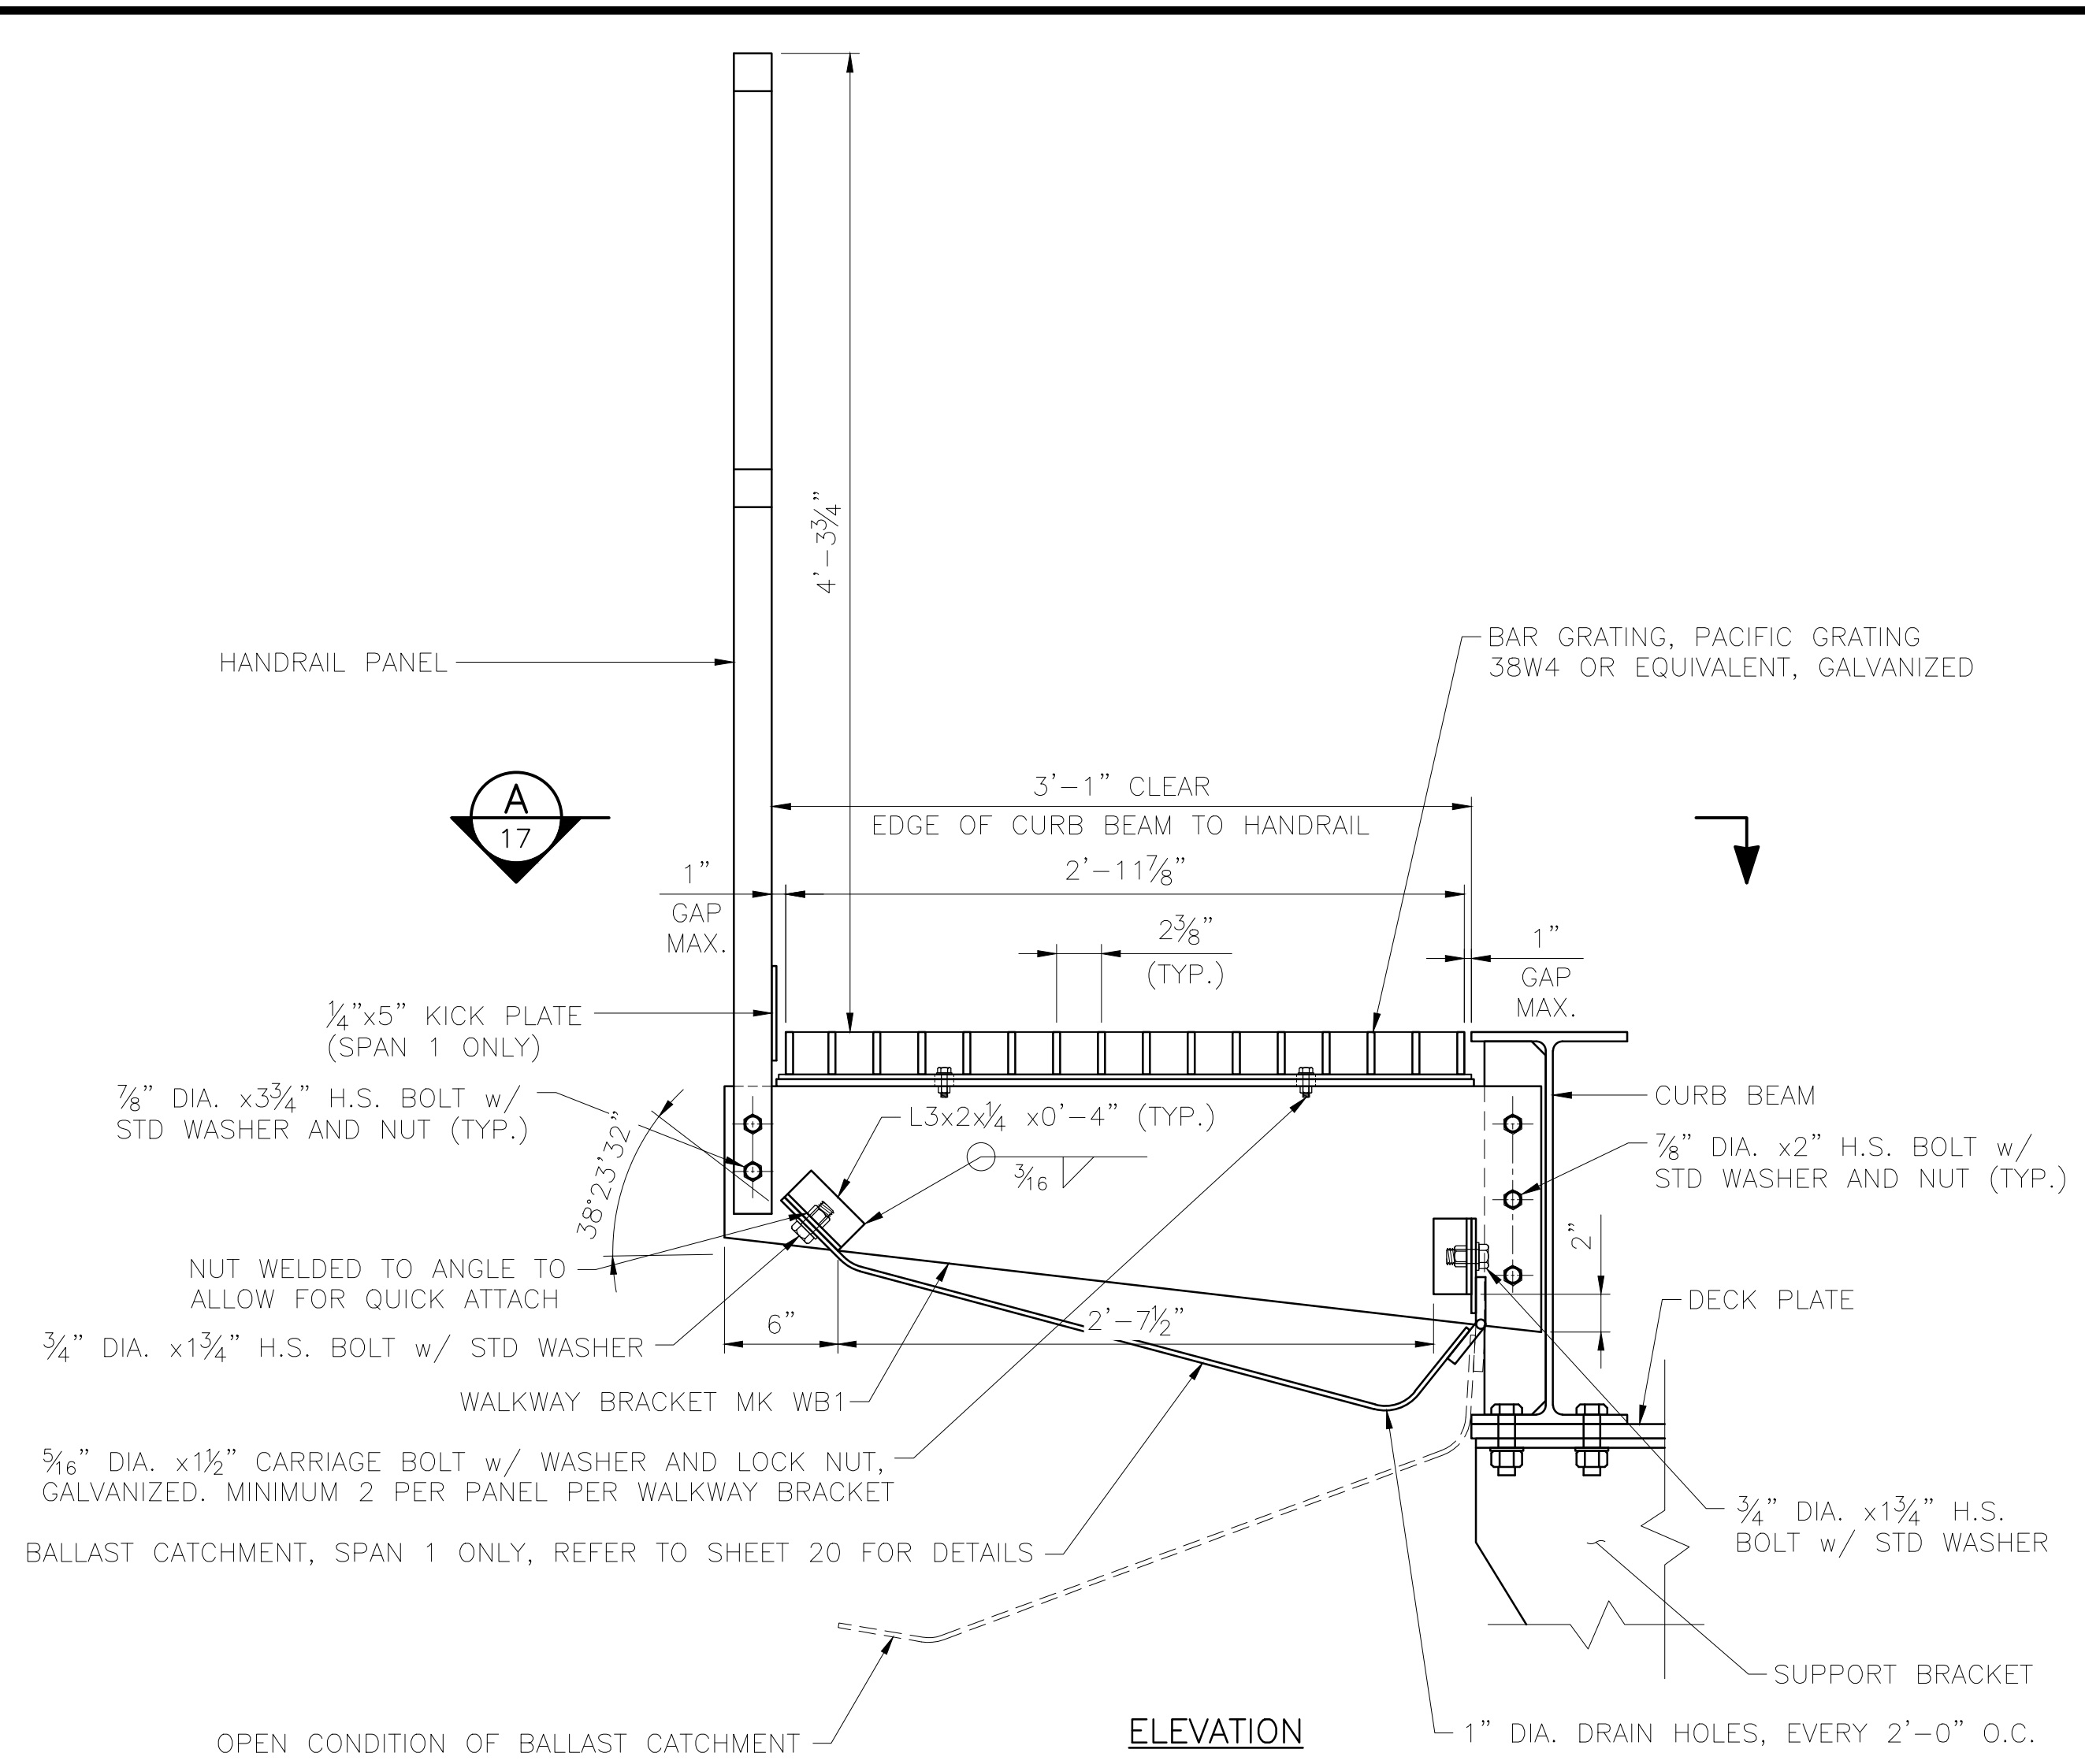 4'-3¾"
HANDRAIL PANEL
BAR GRATING, PACIFIC GRATING
38W4 OR EQUIVALENT, GALVANIZED
A
17
3'-1" CLEAR
EDGE OF CURB BEAM TO HANDRAIL
2'-11⅞"
1"
GAP
MAX.
2⅜"
(TYP.)
1"
GAP
MAX.
¼"x5" KICK PLATE
(SPAN 1 ONLY)
⅞" DIA. x3¾" H.S. BOLT w/
STD WASHER AND NUT (TYP.)
38°23'32"
L3x2x¼ x0'-4" (TYP.)
3/16
CURB BEAM
⅞" DIA. x2" H.S. BOLT w/
STD WASHER AND NUT (TYP.)
2"
NUT WELDED TO ANGLE TO
ALLOW FOR QUICK ATTACH
DECK PLATE
6"
2'-7½"
¾" DIA. x1¾" H.S. BOLT w/ STD WASHER
WALKWAY BRACKET MK WB1
5/16" DIA. x1½" CARRIAGE BOLT w/ WASHER AND LOCK NUT,
GALVANIZED. MINIMUM 2 PER PANEL PER WALKWAY BRACKET
¾" DIA. x1¾" H.S.
BOLT w/ STD WASHER
BALLAST CATCHMENT, SPAN 1 ONLY, REFER TO SHEET 20 FOR DETAILS
SUPPORT BRACKET
OPEN CONDITION OF BALLAST CATCHMENT
ELEVATION
1" DIA. DRAIN HOLES, EVERY 2'-0" O.C.